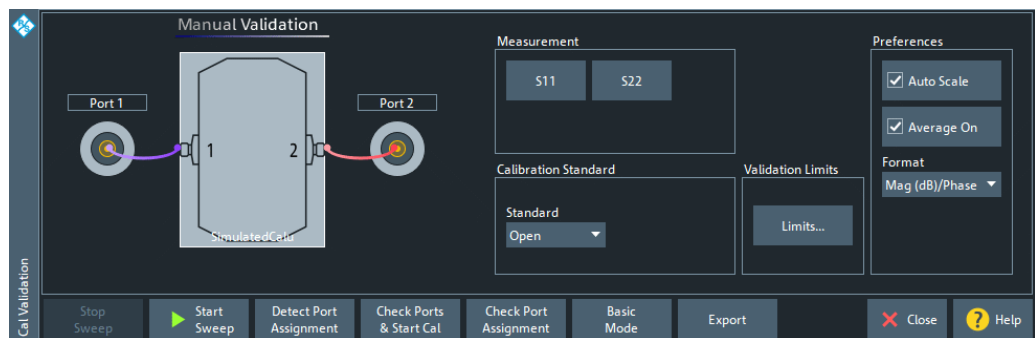 Manual Validation
Measurement
Preferences
S11
S22
Auto Scale
Port 1
Port 2
Average On
1
2
Format
Mag (dB)/Phase
Calibration Standard
Validation Limits
Standard
Open
Limits...
SimulatedCalu
Cal Validation
Stop
Sweep
Start
Sweep
Detect Port
Assignment
Check Ports
& Start Cal
Check Port
Assignment
Basic
Mode
Export
Close
? Help